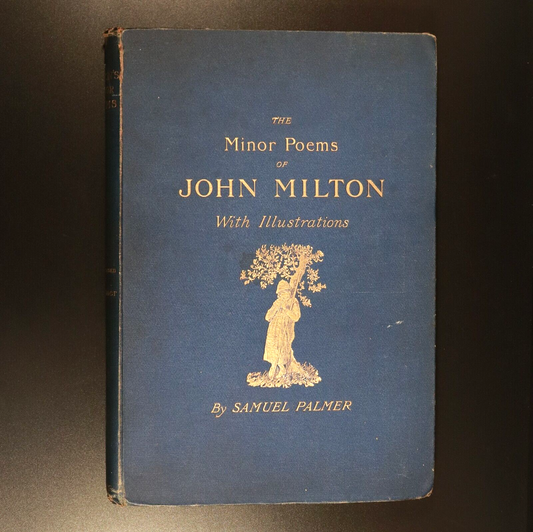 THE
Minor Poems
OF
JOHN MILTON
With Illustrations
By SAMUEL PALMER